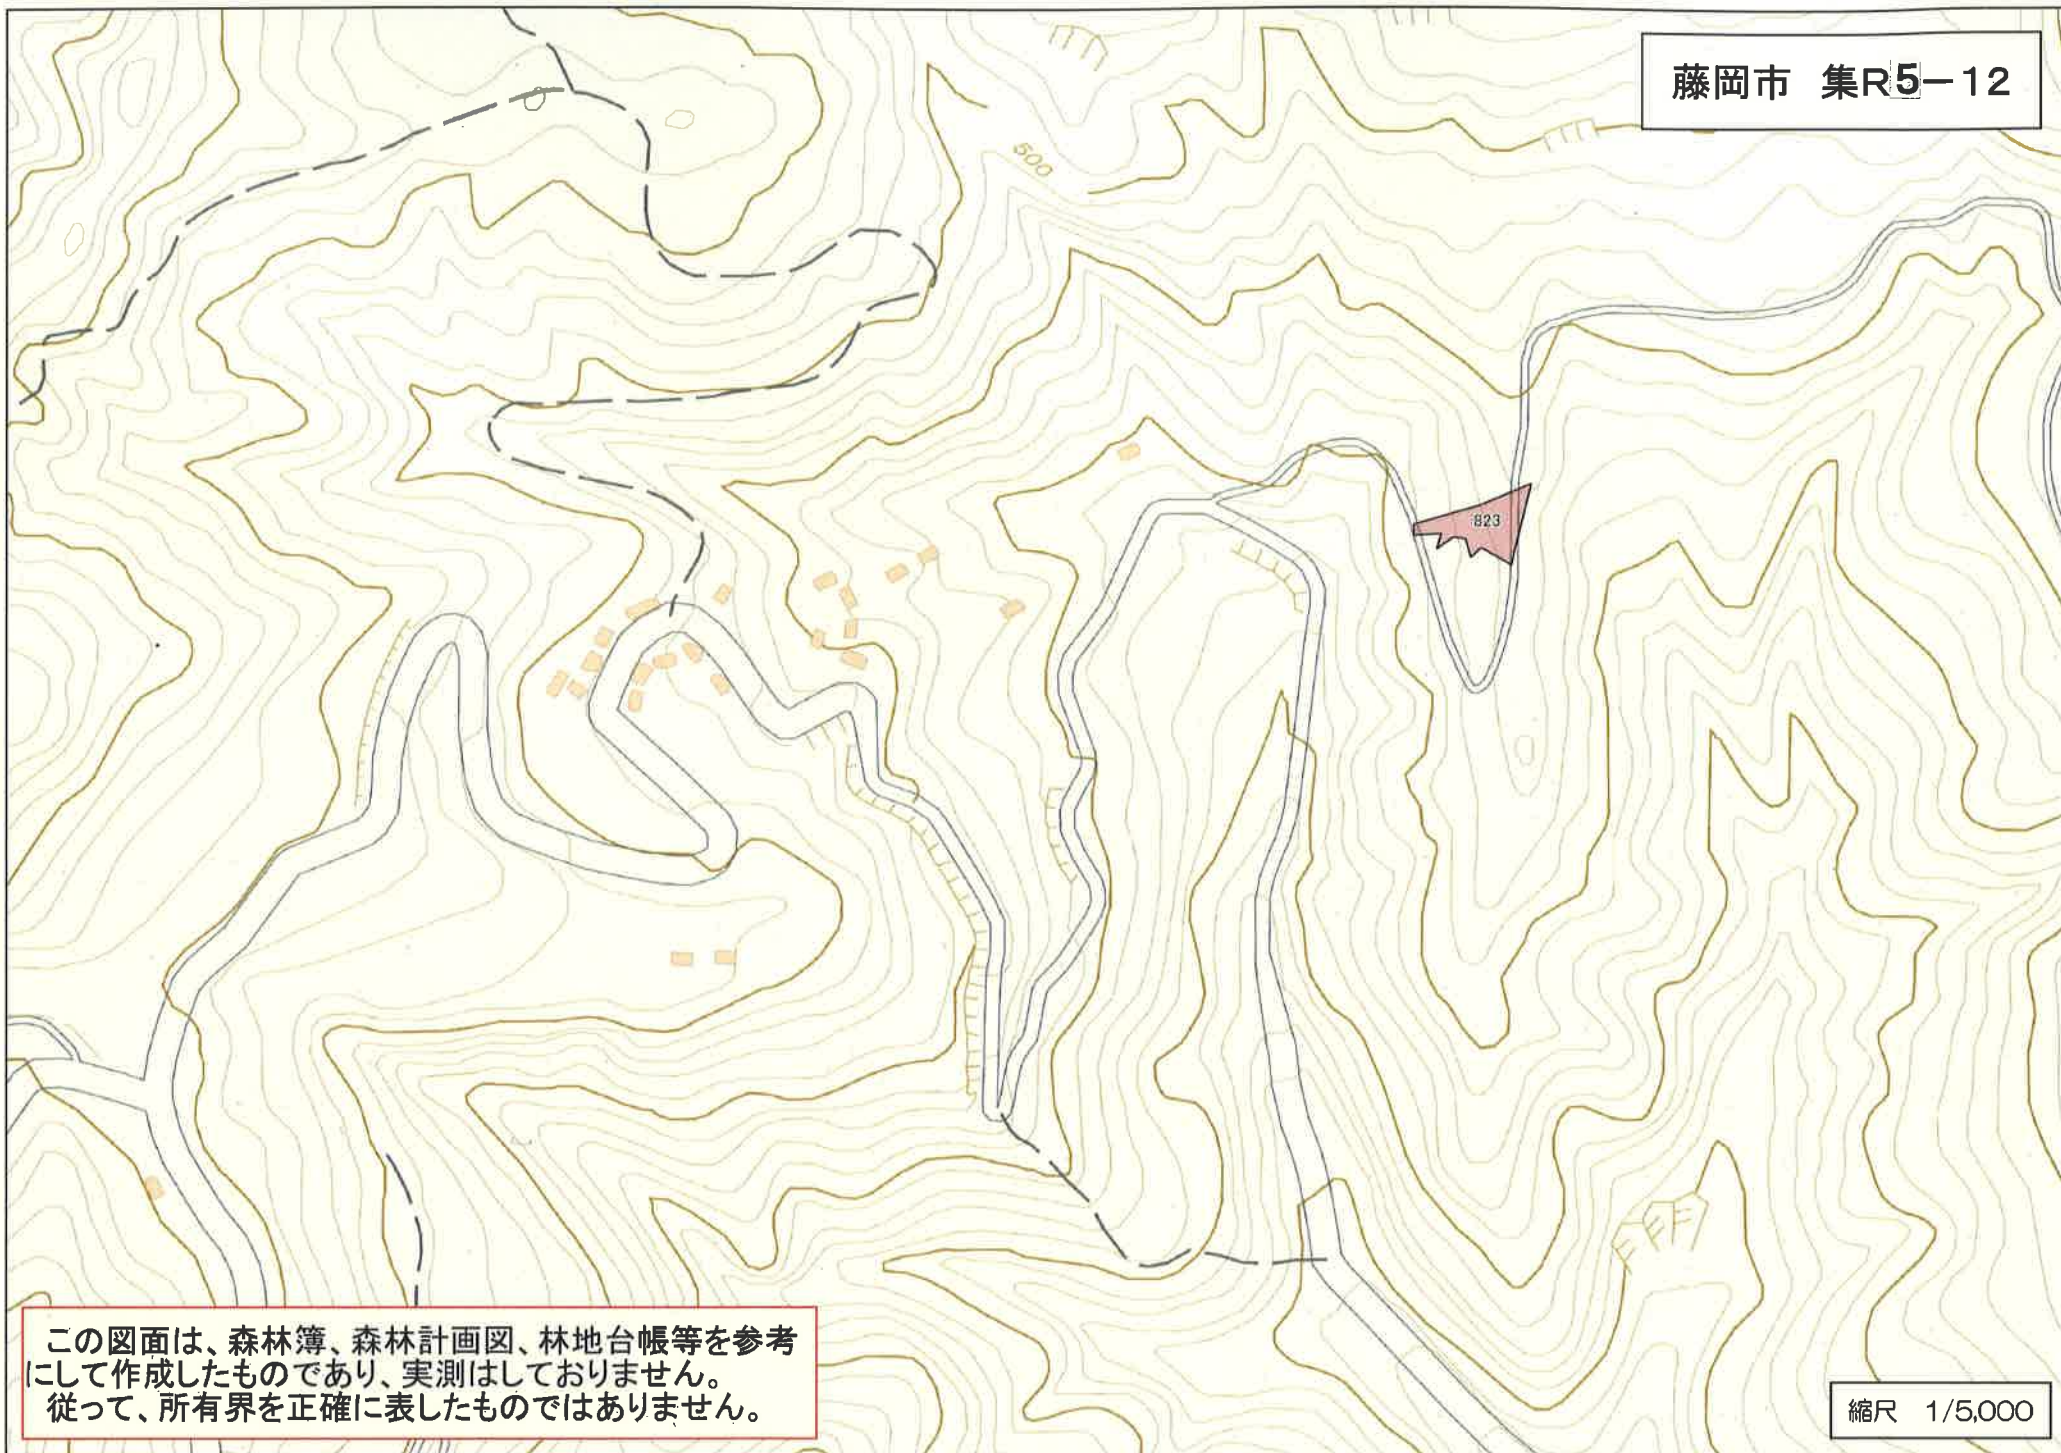 藤岡市 集R5-12
500
823
この図面は、森林簿、森林計画図、林地台帳等を参考
にして作成したものであり、実測はしておりません。
従って、所有界を正確に表したものではありません。
縮尺 1/5,000